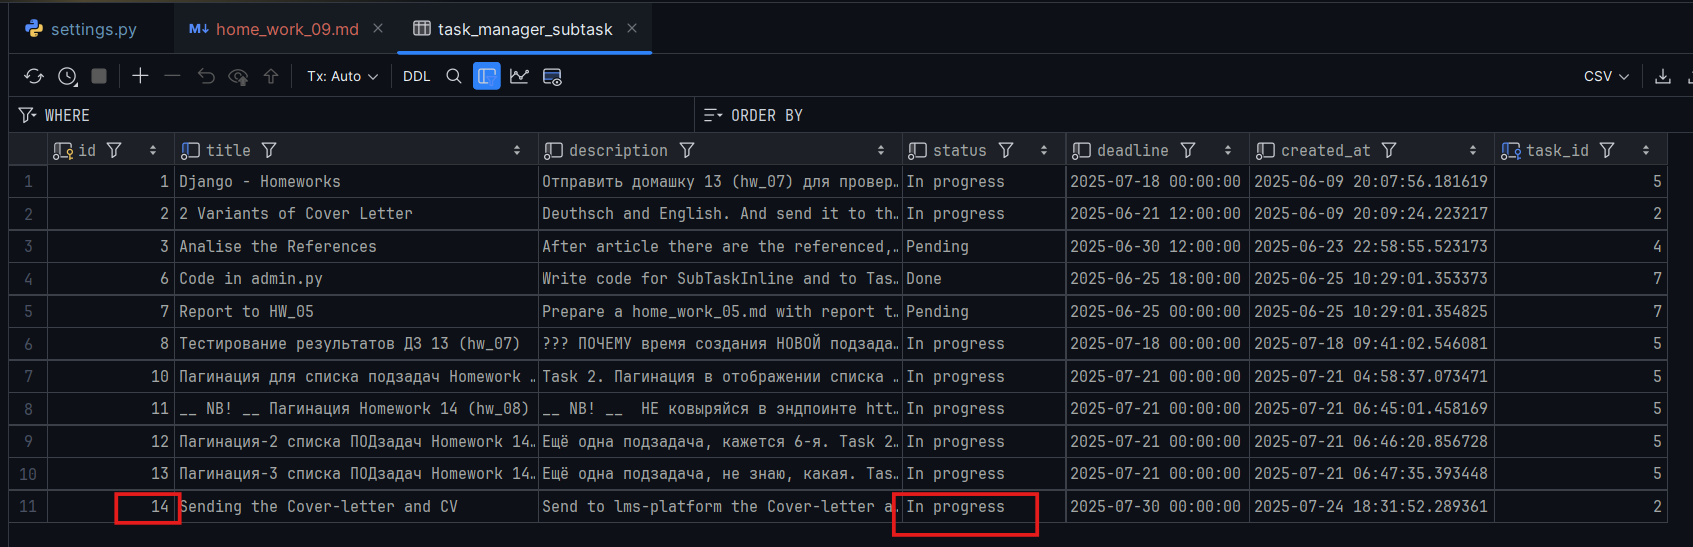 settings.py home_work_09.md task_manager_subtask
Tx: Auto DDL CSV
WHERE ORDER BY
id title description status deadline created_at task_id
1 1 Django - Homeworks Отправить домашку 13 (hw_07) для провер… In progress 2025-07-18 00:00:00 2025-06-09 20:07:56.181619 5
2 2 2 Variants of Cover Letter Deuthsch and English. And send it to th… In progress 2025-06-21 12:00:00 2025-06-09 20:09:24.223217 2
3 3 Analise the References After article there are the referenced,… Pending 2025-06-30 12:00:00 2025-06-23 22:58:55.523173 4
4 6 Code in admin.py Write code for SubTaskInline and to Tas… Done 2025-06-25 18:00:00 2025-06-25 10:29:01.353373 7
5 7 Report to HW_05 Prepare a home_work_05.md with report t… Pending 2025-06-25 00:00:00 2025-06-25 10:29:01.354825 7
6 8 Тестирование результатов ДЗ 13 (hw_07) ??? ПОЧЕМУ время создания НОВОЙ подзада… In progress 2025-07-18 00:00:00 2025-07-18 09:41:02.546081 5
7 10 Пагинация для списка подзадач Homework … Task 2. Пагинация в отображении списка … In progress 2025-07-21 00:00:00 2025-07-21 04:58:37.073471 5
8 11 __ NB! __ Пагинация Homework 14 (hw_08) __ NB! __ НЕ ковыряйся в эндпоинте htt… In progress 2025-07-21 00:00:00 2025-07-21 06:45:01.458169 5
9 12 Пагинация-2 списка ПОДзадач Homework 14… Ещё одна подзадача, кажется 6-я. Task 2… In progress 2025-07-21 00:00:00 2025-07-21 06:46:20.856728 5
10 13 Пагинация-3 списка ПОДзадач Homework 14… Ещё одна подзадача, не знаю, какая. Tas… In progress 2025-07-21 00:00:00 2025-07-21 06:47:35.393448 5
11 14 Sending the Cover-letter and CV Send to lms-platform the Cover-letter a… In progress 2025-07-30 00:00:00 2025-07-24 18:31:52.289361 2